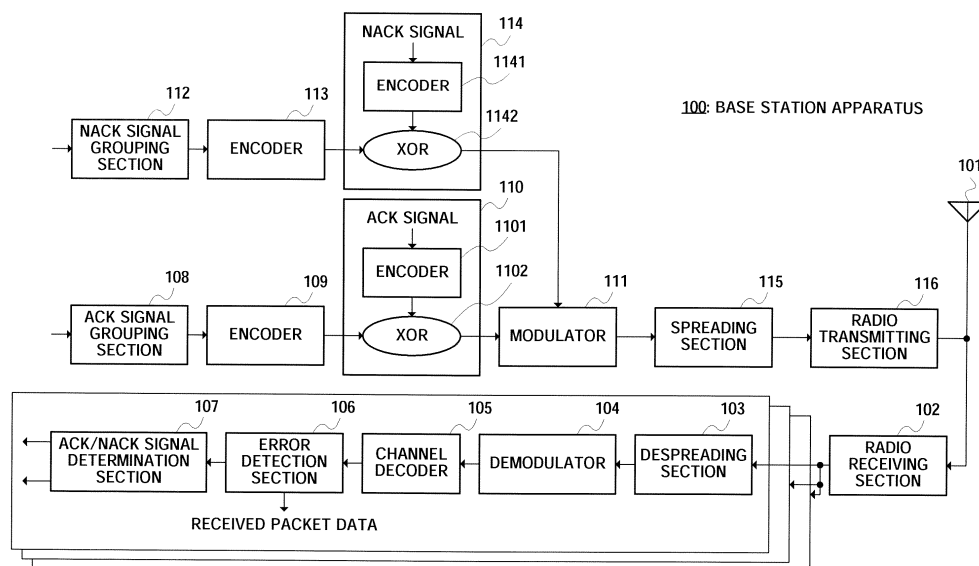 NACK SIGNAL
114
ENCODER
1141
1142
XOR
112
NACK SIGNAL
GROUPING
SECTION
113
ENCODER
100: BASE STATION APPARATUS
101
110
ACK SIGNAL
1101
ENCODER
1102
XOR
108
ACK SIGNAL
GROUPING
SECTION
109
ENCODER
111
MODULATOR
115
SPREADING
SECTION
116
RADIO
TRANSMITTING
SECTION
107
ACK/NACK SIGNAL
DETERMINATION
SECTION
106
ERROR
DETECTION
SECTION
105
CHANNEL
DECODER
104
DEMODULATOR
103
DESPREADING
SECTION
102
RADIO
RECEIVING
SECTION
RECEIVED PACKET DATA